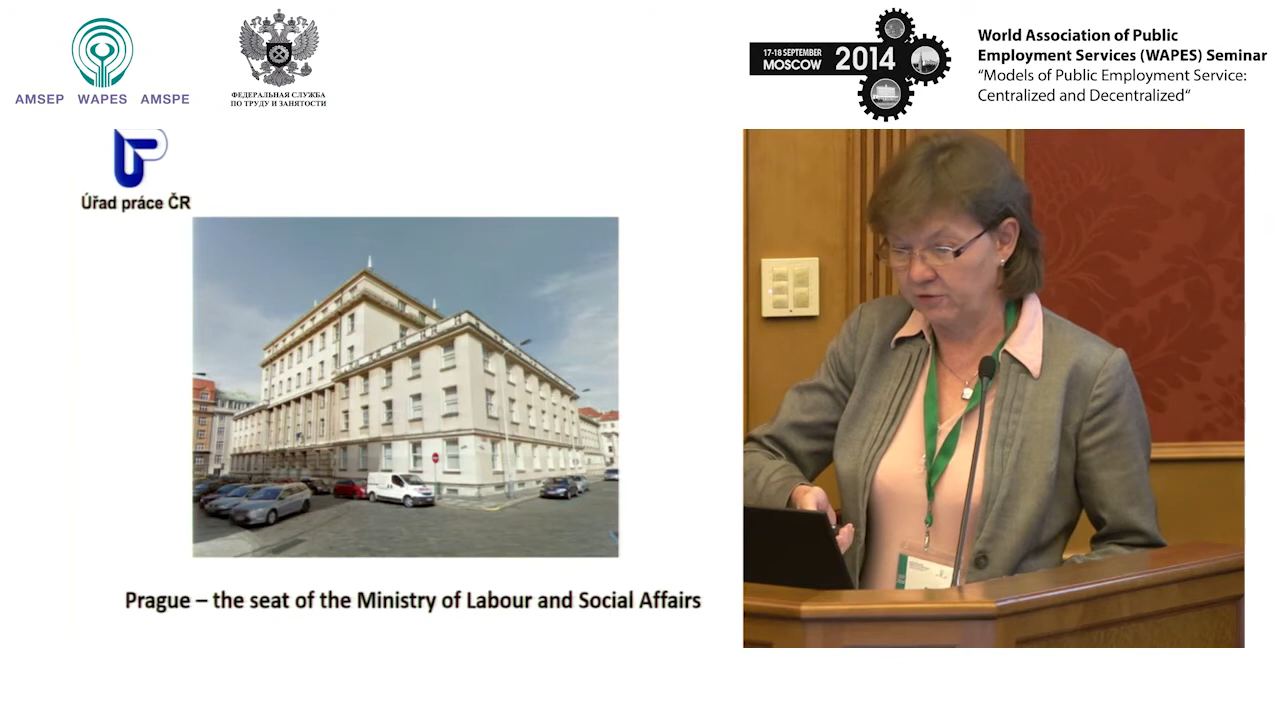 AMSEP WAPES AMSPE
ФЕДЕРАЛЬНАЯ СЛУЖБА
ПО ТРУДУ И ЗАНЯТОСТИ
17-18 SEPTEMBER
MOSCOW 2014
World Association of Public
Employment Services (WAPES) Seminar
“Models of Public Employment Service:
Centralized and Decentralized“
Úřad práce ČR
Prague – the seat of the Ministry of Labour and Social Affairs